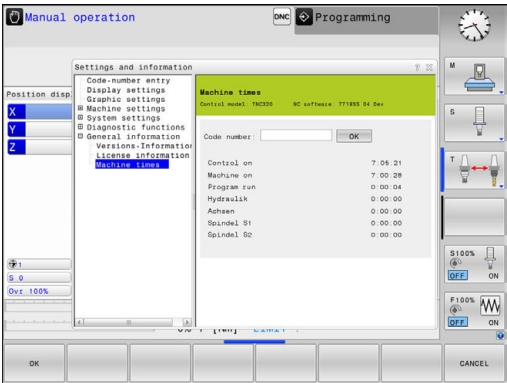 Manual operation
DNC
Programming
Settings and information
Position disp
X
Y
Z
1
S 0
Ovr 100%
Code-number entry
Display settings
Graphic settings
Machine settings
System settings
Diagnostic functions
General information
Versions-Information
License information
Machine times
Machine times
Control model: TNC320 NC software: 771855 04 Dev
Code number:
OK
Control on 7:05:21
Machine on 7:00:28
Program run 0:00:04
Hydraulik 0:00:00
Achsen 0:00:00
Spindel S1 0:00:00
Spindel S2 0:00:00
M
S
T
S100%
OFF ON
F100%
OFF ON
OK
CANCEL